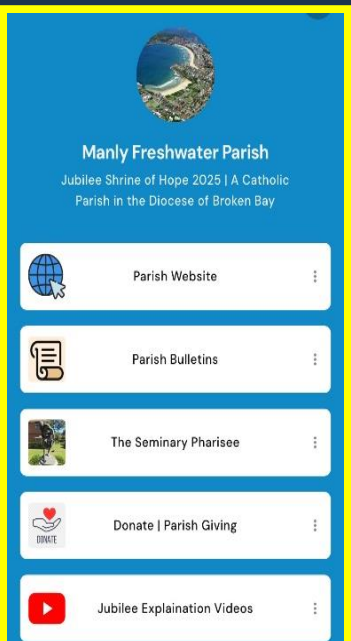 Manly Freshwater Parish
Jubilee Shrine of Hope 2025 | A Catholic
Parish in the Diocese of Broken Bay
Parish Website
Parish Bulletins
The Seminary Pharisee
DONATE
Donate | Parish Giving
Jubilee Explaination Videos